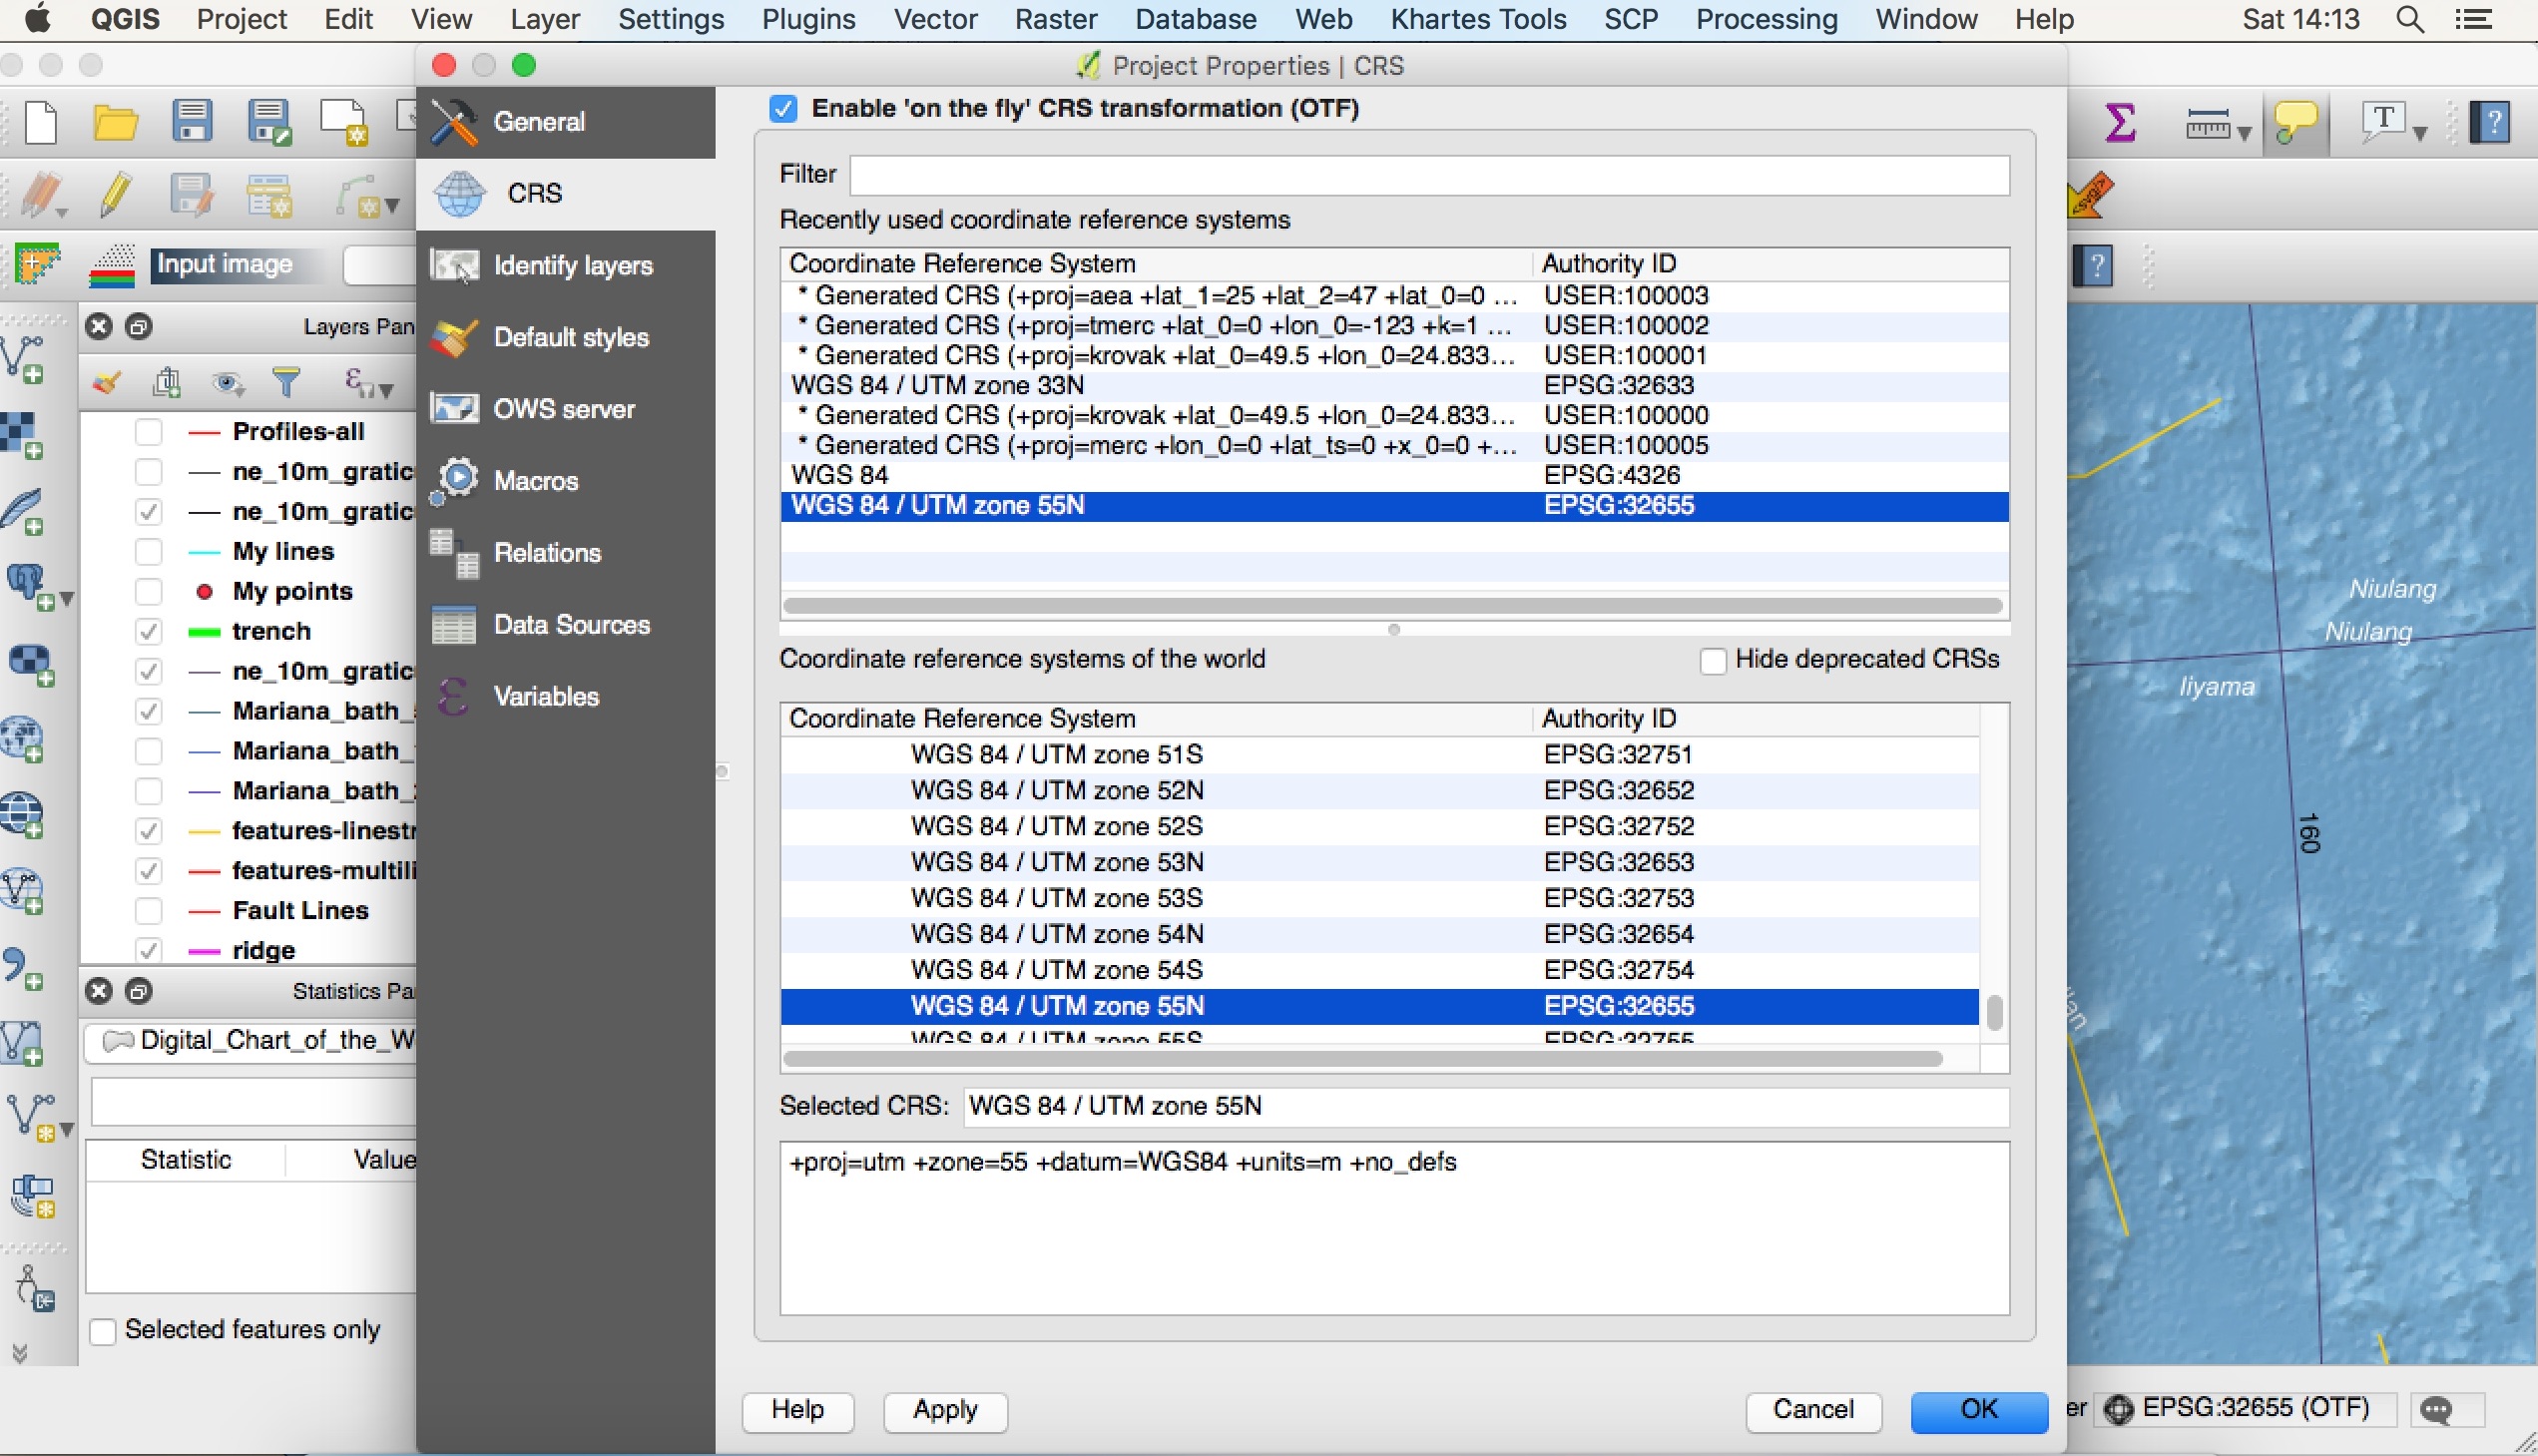 QGIS Project Edit View Layer Settings Plugins Vector Raster Database Web Khartes Tools SCP Processing Window Help Sat 14:13
Project Properties | CRS
General
CRS
Identify layers
Default styles
OWS server
Macros
Relations
Data Sources
Variables
Input image
Layers Pan
Profiles-all
ne_10m_gratic
ne_10m_gratic
My lines
My points
trench
ne_10m_gratic
Mariana_bath_
Mariana_bath_
Mariana_bath_
features-linestr
features-multili
Fault Lines
ridge
Statistics Pa
Digital_Chart_of_the_W
Statistic Value
Selected features only
Enable 'on the fly' CRS transformation (OTF)
Filter
Recently used coordinate reference systems
Coordinate Reference System Authority ID
* Generated CRS (+proj=aea +lat_1=25 +lat_2=47 +lat_0=0 ... USER:100003
* Generated CRS (+proj=tmerc +lat_0=0 +lon_0=-123 +k=1 ... USER:100002
* Generated CRS (+proj=krovak +lat_0=49.5 +lon_0=24.833... USER:100001
WGS 84 / UTM zone 33N EPSG:32633
* Generated CRS (+proj=krovak +lat_0=49.5 +lon_0=24.833... USER:100000
* Generated CRS (+proj=merc +lon_0=0 +lat_ts=0 +x_0=0 +... USER:100005
WGS 84 EPSG:4326
WGS 84 / UTM zone 55N EPSG:32655
Coordinate reference systems of the world Hide deprecated CRSs
Coordinate Reference System Authority ID
WGS 84 / UTM zone 51S EPSG:32751
WGS 84 / UTM zone 52N EPSG:32652
WGS 84 / UTM zone 52S EPSG:32752
WGS 84 / UTM zone 53N EPSG:32653
WGS 84 / UTM zone 53S EPSG:32753
WGS 84 / UTM zone 54N EPSG:32654
WGS 84 / UTM zone 54S EPSG:32754
WGS 84 / UTM zone 55N EPSG:32655
WGS 84 / UTM zone 55S EPSG:32755
Selected CRS: WGS 84 / UTM zone 55N
+proj=utm +zone=55 +datum=WGS84 +units=m +no_defs
Help Apply Cancel OK
Niulang
Niulang
Iiyama
160
er EPSG:32655 (OTF)